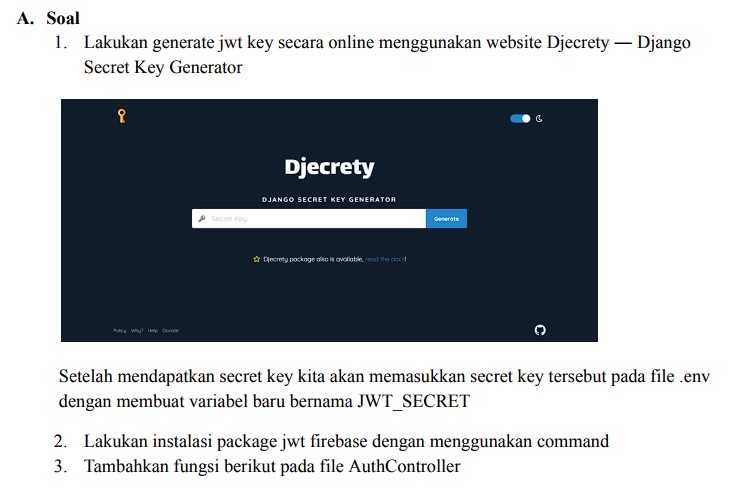 A. Soal
1. Lakukan generate jwt key secara online menggunakan website Djecrety — Django
Secret Key Generator
Djecrety
DJANGO SECRET KEY GENERATOR
Secret Key
Generate
Djecrety package also is available, read the docs!
Policy Why? Help Donate
Setelah mendapatkan secret key kita akan memasukkan secret key tersebut pada file .env
dengan membuat variabel baru bernama JWT_SECRET
2. Lakukan instalasi package jwt firebase dengan menggunakan command
3. Tambahkan fungsi berikut pada file AuthController